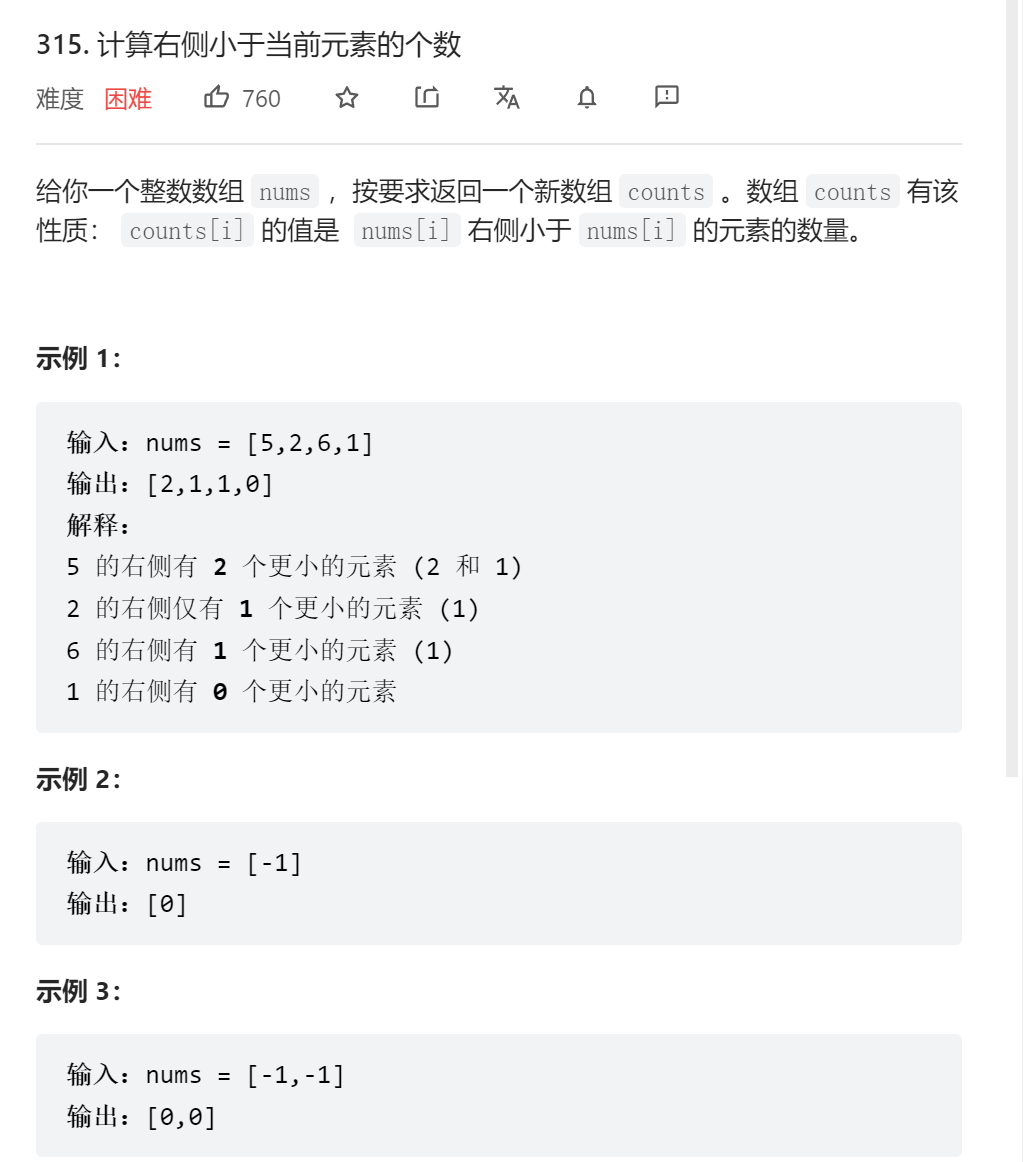 315. 计算右侧小于当前元素的个数
难度 困难 760
给你一个整数数组 nums ，按要求返回一个新数组 counts 。数组 counts 有该
性质： counts[i] 的值是 nums[i] 右侧小于 nums[i] 的元素的数量。
示例 1：
输入：nums = [5,2,6,1]
输出：[2,1,1,0]
解释：
5 的右侧有 2 个更小的元素 (2 和 1)
2 的右侧仅有 1 个更小的元素 (1)
6 的右侧有 1 个更小的元素 (1)
1 的右侧有 0 个更小的元素
示例 2：
输入：nums = [-1]
输出：[0]
示例 3：
输入：nums = [-1,-1]
输出：[0,0]